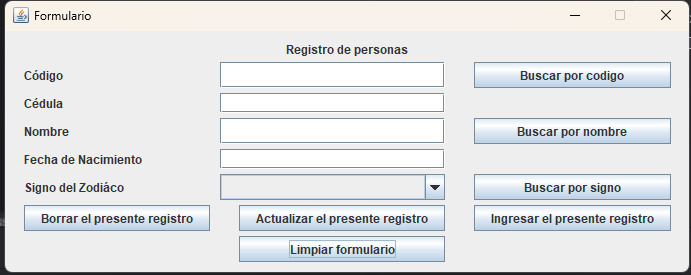 Formulario
Registro de personas
Código
Buscar por codigo
Cédula
Nombre
Buscar por nombre
Fecha de Nacimiento
Signo del Zodiáco
Buscar por signo
Borrar el presente registro
Actualizar el presente registro
Ingresar el presente registro
Limpiar formulario